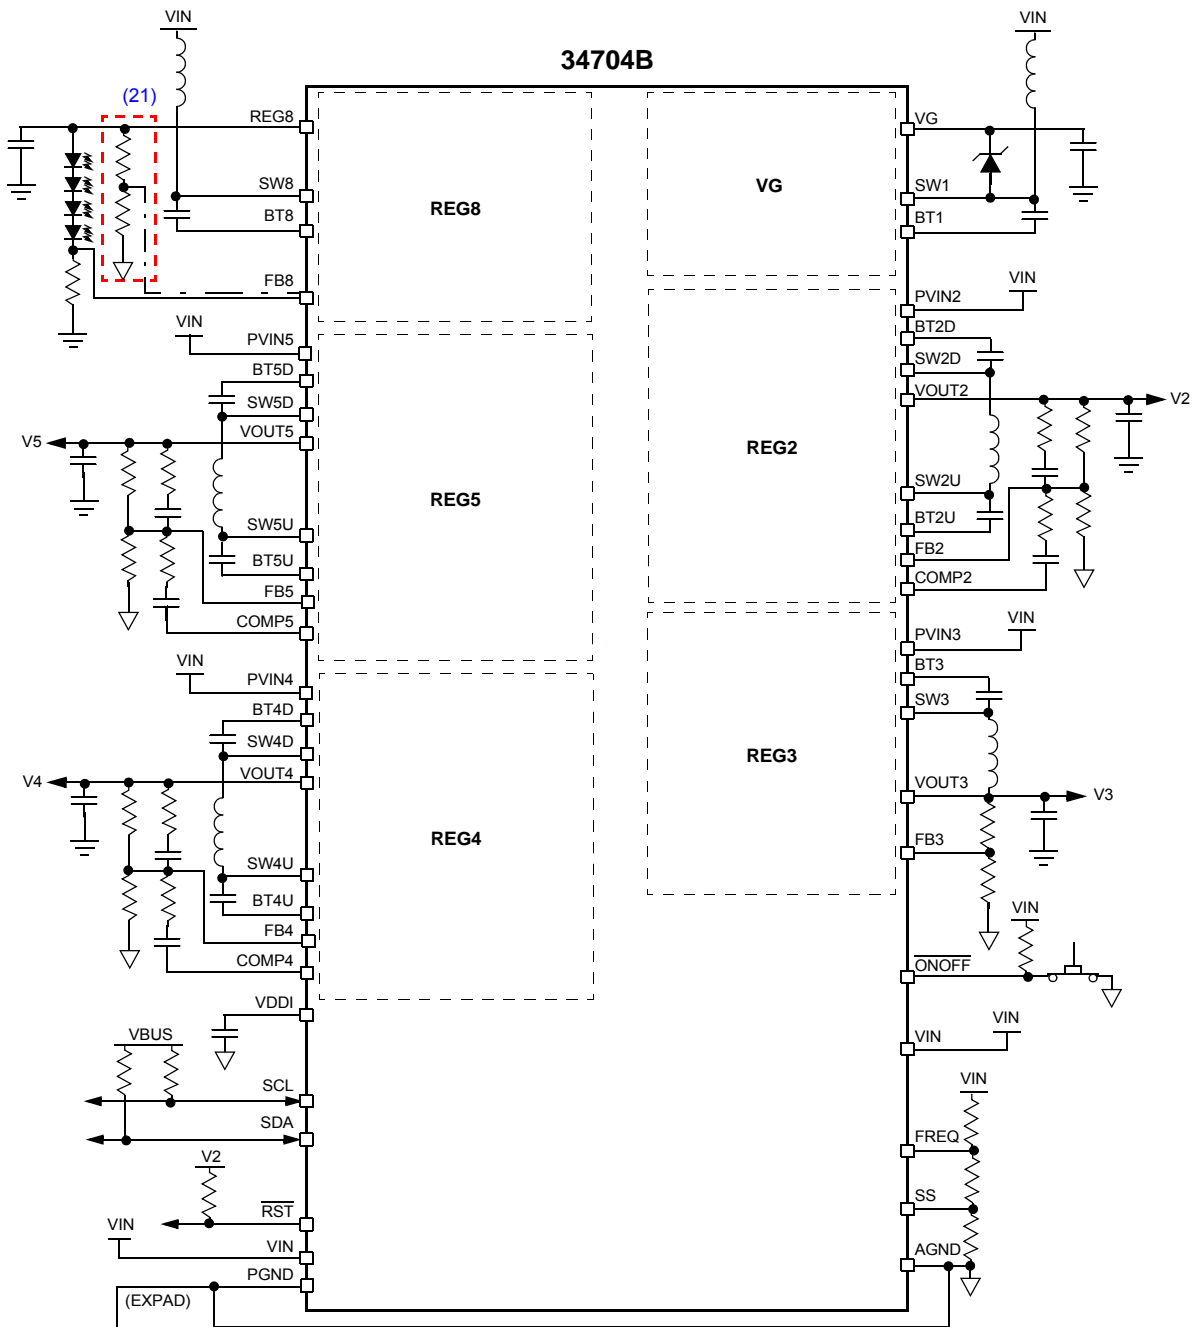 VIN
VIN
34704B
(21)
REG8
VG
SW8
SW1
BT8
BT1
REG8
VG
FB8
VIN
PVIN5
PVIN2
VIN
BT5D
BT2D
SW5D
SW2D
V5
VOUT5
VOUT2
V2
REG5
REG2
SW5U
SW2U
BT5U
BT2U
FB5
FB2
COMP5
COMP2
VIN
PVIN4
PVIN3
VIN
BT4D
BT3
SW4D
SW3
V4
VOUT4
VOUT3
V3
REG4
REG3
SW4U
FB3
BT4U
FB4
COMP4
VIN
ONOFF
VDDI
VBUS
VIN
VIN
SCL
VIN
SDA
FREQ
V2
SS
RST
VIN
VIN
AGND
PGND
(EXPAD)